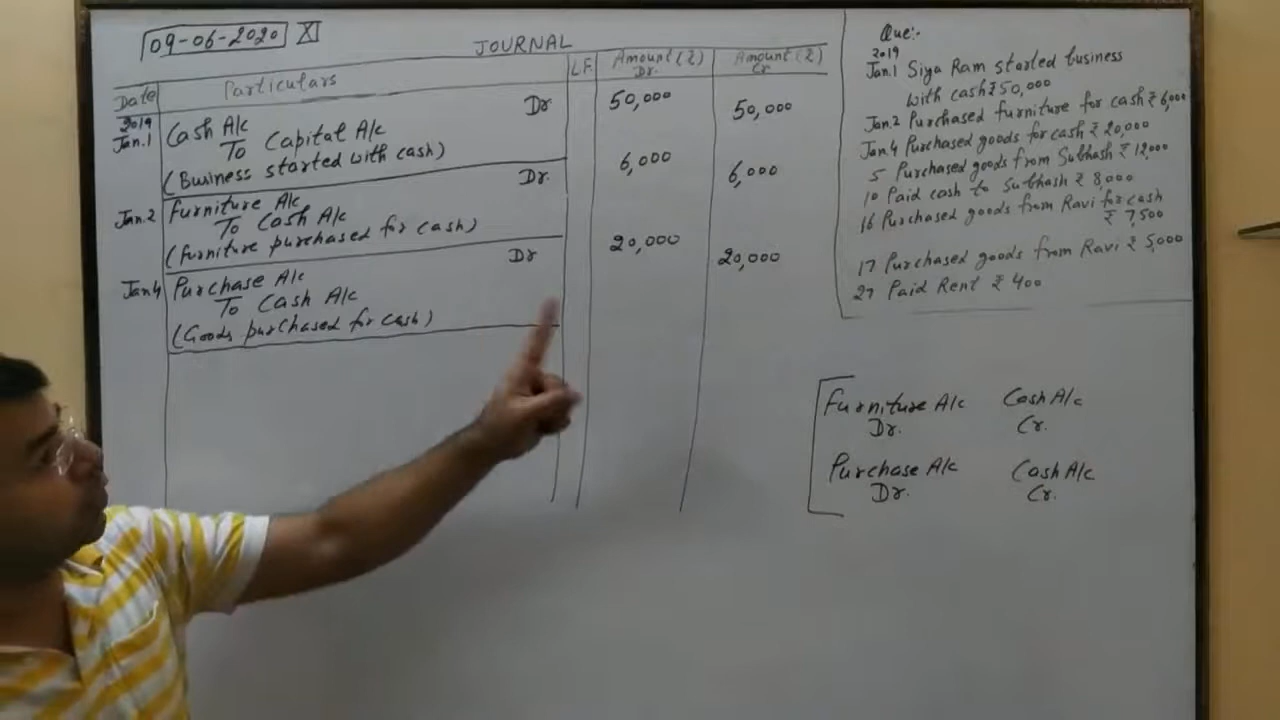 09-06-2020 XI
JOURNAL
Date Particulars LF Amount (₹) Dr. Amount (₹) Cr
2019
Jan.1 Cash A/c Dr 50,000 50,000
To Capital A/c
(Business started with cash)
Jan.2 Furniture A/c Dr. 6,000 6,000
To Cash A/c
(Furniture purchased for cash)
Jan 4 Purchase A/c Dr 20,000 20,000
To Cash A/c
(Goods purchased for cash)
Que:-
2019
Jan.1 Siya Ram started business
with cash ₹ 50,000
Jan.2 Purchased furniture for cash ₹ 6,000
Jan 4 Purchased goods for cash ₹ 20,000
5 Purchased goods from Subhash ₹ 12,000
10 Paid cash to Subhash ₹ 8,000
16 Purchased goods from Ravi for cash
₹ 7,500
17 Purchased goods from Ravi ₹ 5,000
27 Paid Rent ₹ 400
Furniture A/c Cash A/c
Dr. Cr.
Purchase A/c Cash A/c
Dr. Cr.